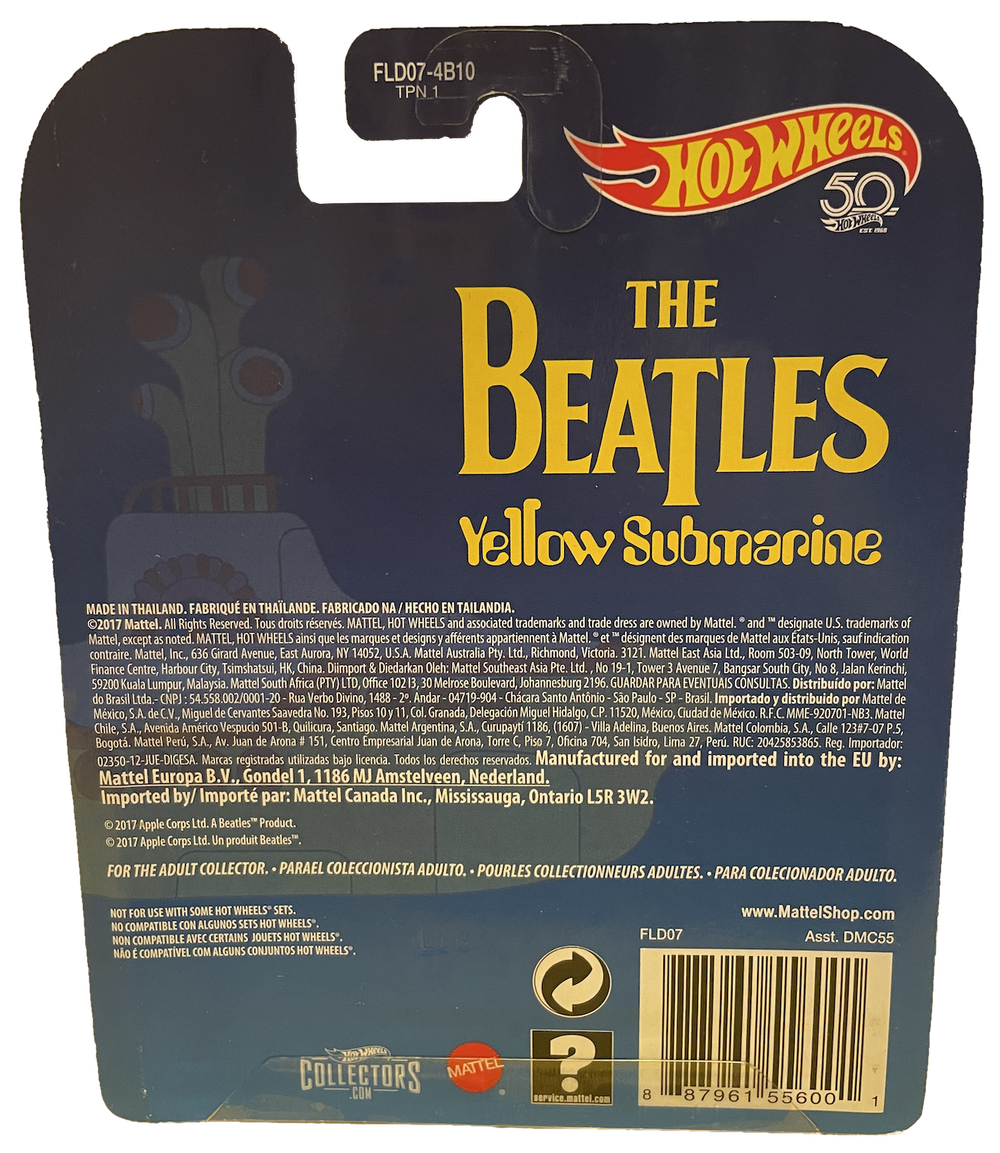 FLD07-4B10
TPN 1
HOT WHEELS
50
HOT WHEELS
EST. 1968
THE
BEATLES
Yellow Submarine
MADE IN THAILAND. FABRIQUÉ EN THAÏLANDE. FABRICADO NA / HECHO EN TAILANDIA.
©2017 Mattel. All Rights Reserved. Tous droits réservés. MATTEL, HOT WHEELS and associated trademarks and trade dress are owned by Mattel. ® and ™ designate U.S. trademarks of
Mattel, except as noted. MATTEL, HOT WHEELS ainsi que les marques et designs y afférents appartiennent à Mattel. ® et ™ désignent des marques de Mattel aux États-Unis, sauf indication
contraire. Mattel, Inc., 636 Girard Avenue, East Aurora, NY 14052, U.S.A. Mattel Australia Pty. Ltd., Richmond, Victoria. 3121. Mattel East Asia Ltd., Room 503-09, North Tower, World
Finance Centre, Harbour City, Tsimshatsui, HK, China. Diimport & Diedarkan Oleh: Mattel Southeast Asia Pte. Ltd. , No 19-1, Tower 3 Avenue 7, Bangsar South City, No 8, Jalan Kerinchi,
59200 Kuala Lumpur, Malaysia. Mattel South Africa (PTY) LTD, Office 102 I3, 30 Melrose Boulevard, Johannesburg 2196. GUARDAR PARA EVENTUAIS CONSULTAS. Distribuído por: Mattel
do Brasil Ltda.- CNPJ : 54.558.002/0001-20 - Rua Verbo Divino, 1488 - 2º. Andar - 04719-904 - Chácara Santo Antônio - São Paulo - SP - Brasil. Importado y distribuido por Mattel de
México, S.A. de C.V., Miguel de Cervantes Saavedra No. 193, Pisos 10 y 11, Col. Granada, Delegación Miguel Hidalgo, C.P. 11520, México, Ciudad de México. R.F.C. MME-920701-NB3. Mattel
Chile, S.A., Avenida Américo Vespucio 501-B, Quilicura, Santiago. Mattel Argentina, S.A., Curupaytí 1186, (1607) - Villa Adelina, Buenos Aires. Mattel Colombia, S.A., Calle 123#7-07 P.5,
Bogotá. Mattel Perú, S.A., Av. Juan de Arona # 151, Centro Empresarial Juan de Arona, Torre C, Piso 7, Oficina 704, San Isidro, Lima 27, Perú. RUC: 20425853865. Reg. Importador:
02350-12-JUE-DIGESA. Marcas registradas utilizadas bajo licencia. Todos los derechos reservados. Manufactured for and imported into the EU by:
Mattel Europa B.V., Gondel 1, 1186 MJ Amstelveen, Nederland.
Imported by/ Importé par: Mattel Canada Inc., Mississauga, Ontario L5R 3W2.
© 2017 Apple Corps Ltd. A Beatles™ Product.
© 2017 Apple Corps Ltd. Un produit Beatles™.
FOR THE ADULT COLLECTOR. • PARAEL COLECCIONISTA ADULTO. • POURLES COLLECTIONNEURS ADULTES. • PARA COLECIONADOR ADULTO.
NOT FOR USE WITH SOME HOT WHEELS® SETS.
NO COMPATIBLE CON ALGUNOS SETS HOT WHEELS®.
NON COMPATIBLE AVEC CERTAINS JOUETS HOT WHEELS®.
NÃO É COMPATÍVEL COM ALGUNS CONJUNTOS HOT WHEELS®.
www.MattelShop.com
FLD07 Asst. DMC55
HOT WHEELS
COLLECTORS
.COM
MATTEL
?
service.mattel.com
8 87961 55600 1